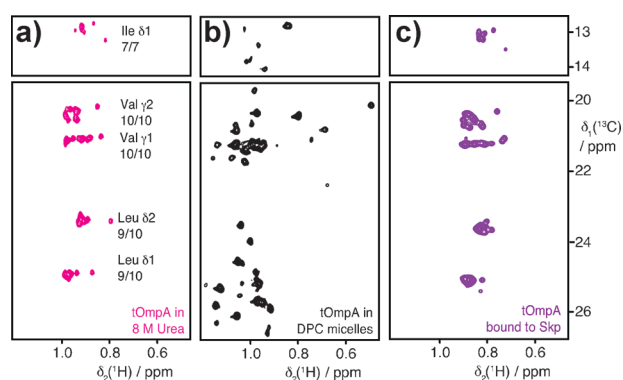 a)
Ile δ1
7/7
Val γ2
10/10
Val γ1
10/10
Leu δ2
9/10
Leu δ1
9/10
tOmpA in
8 M Urea
1.0
0.8
0.6
δ2(1H) / ppm
b)
tOmpA in
DPC micelles
1.0
0.8
0.6
δ2(1H) / ppm
c)
tOmpA
bound to Skp
1.0
0.8
0.6
δ2(1H) / ppm
13
14
20
δ1(13C)
/ ppm
22
24
26